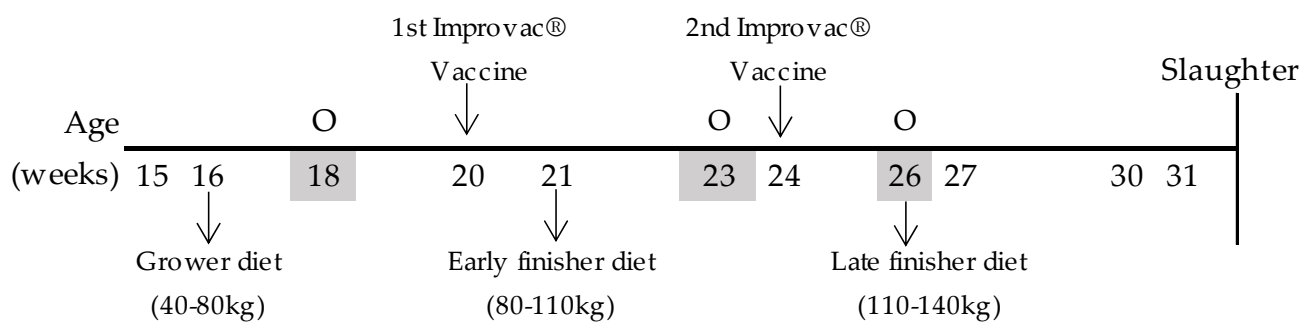 1st Improvac® 2nd Improvac®
Vaccine Vaccine Slaughter
Age O O O
(weeks) 15 16 18 20 21 23 24 26 27 30 31
Grower diet Early finisher diet Late finisher diet
(40-80kg) (80-110kg) (110-140kg)